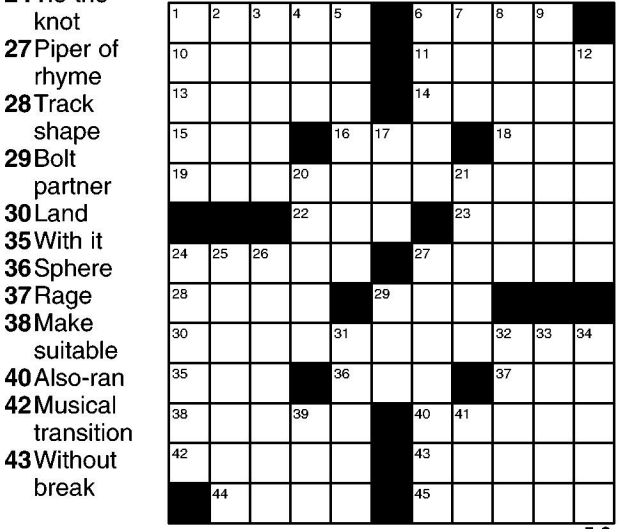 knot
27 Piper of
rhyme
28 Track
shape
29 Bolt
partner
30 Land
35 With it
36 Sphere
37 Rage
38 Make
suitable
40 Also-ran
42 Musical
transition
43 Without
break
1 2 3 4 5 6 7 8 9
10 11 12
13 14
15 16 17 18
19 20 21
22 23
24 25 26 27
28 29
30 31 32 33 34
35 36 37
38 39 40 41
42 43
44 45